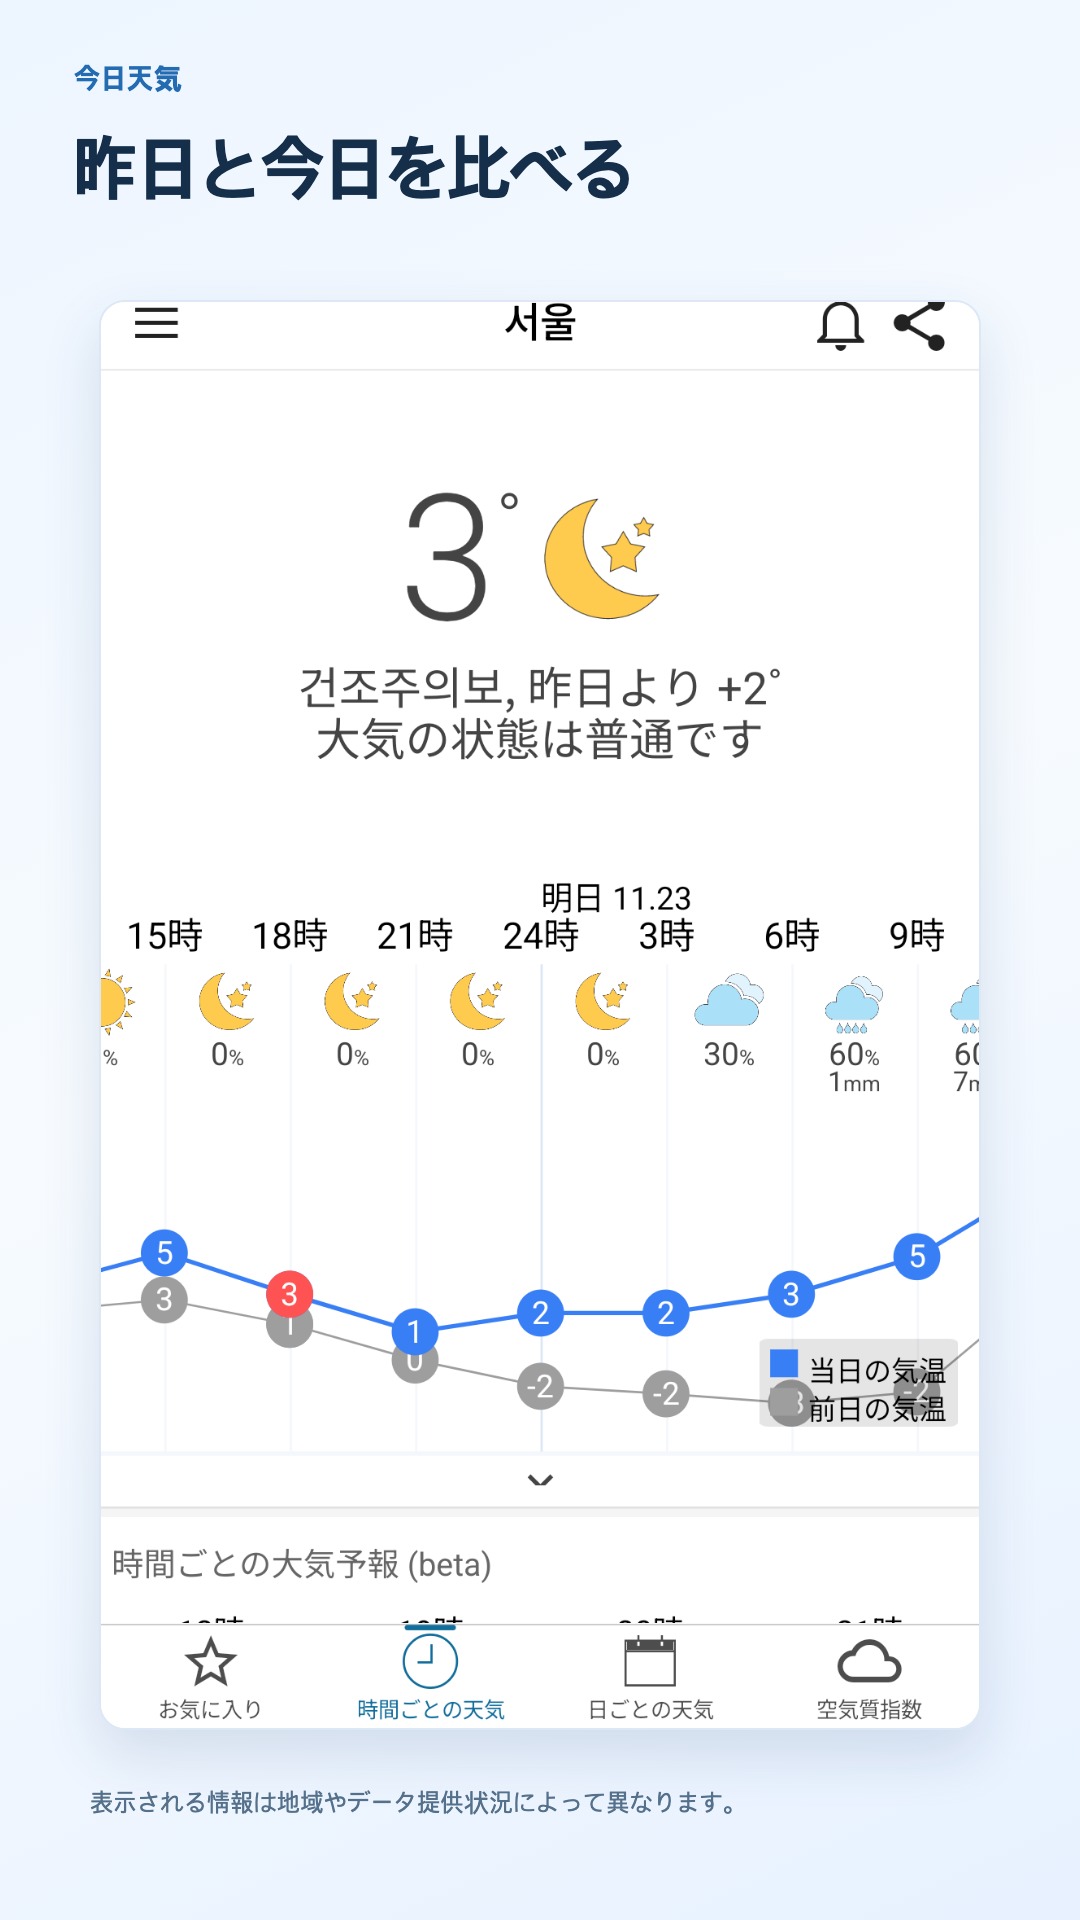 今日天気
昨日と今日を比べる
서울
3°
건조주의보, 昨日より +2°
大気の状態は普通です
明日 11.23
15時 18時 21時 24時 3時 6時 9時
% 0% 0% 0% 0% 30% 60%
1mm
5 3 1 2 2 3 5
3 0 -2 -2 -2
当日の気温
前日の気温
時間ごとの大気予報 (beta)
お気に入り 時間ごとの天気 日ごとの天気 空気質指数
表示される情報は地域やデータ提供状況によって異なります。